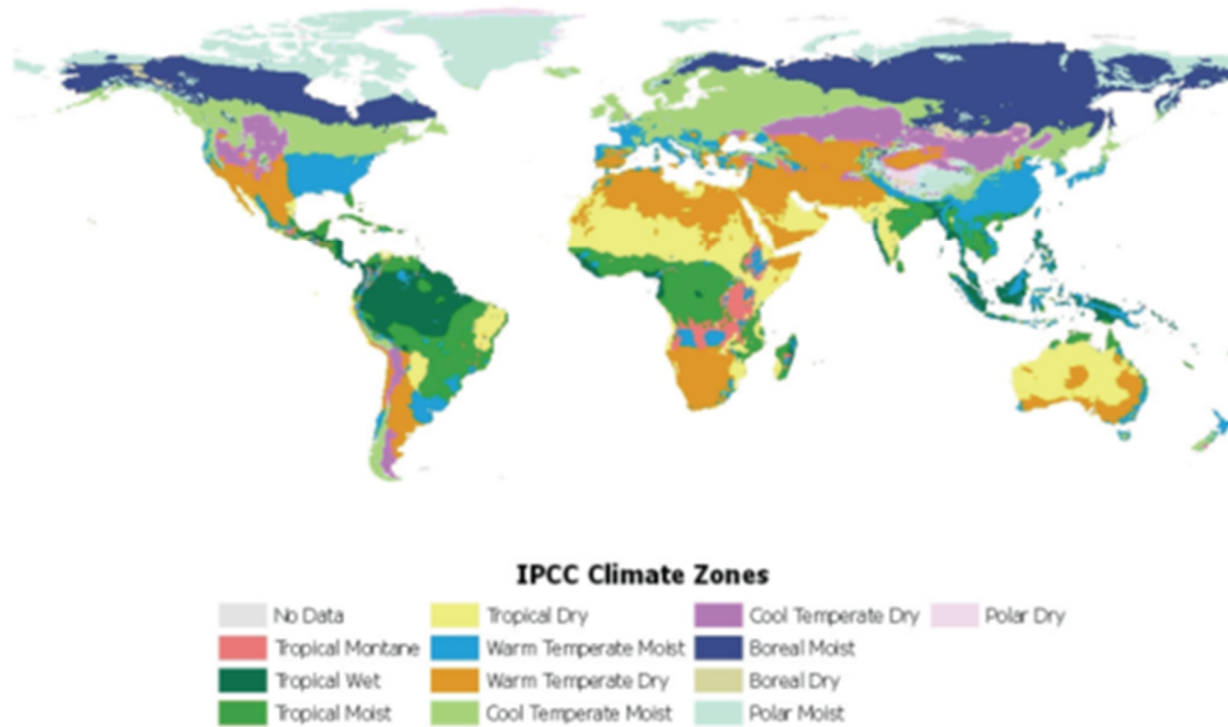 IPCC Climate Zones
No Data
Tropical Dry
Cool Temperate Dry
Polar Dry
Tropical Montane
Warm Temperate Moist
Boreal Moist
Tropical Wet
Warm Temperate Dry
Boreal Dry
Tropical Moist
Cool Temperate Moist
Polar Moist